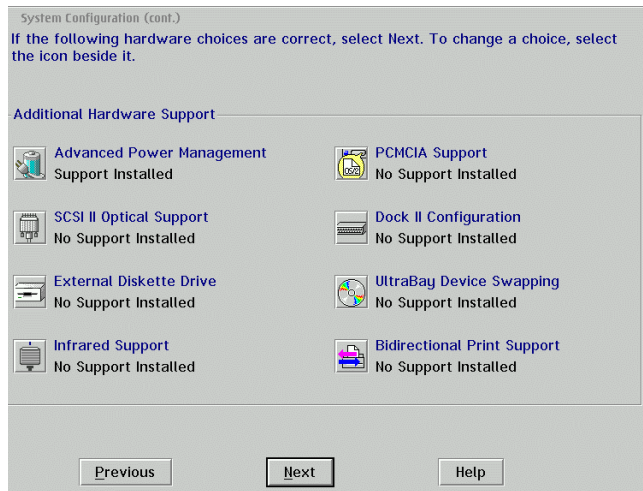 System Configuration (cont.)
If the following hardware choices are correct, select Next. To change a choice, select
the icon beside it.
Additional Hardware Support
Advanced Power Management
Support Installed
PCMCIA Support
No Support Installed
SCSI II Optical Support
No Support Installed
Dock II Configuration
No Support Installed
External Diskette Drive
No Support Installed
UltraBay Device Swapping
No Support Installed
Infrared Support
No Support Installed
Bidirectional Print Support
No Support Installed
OS/2
Previous
Next
Help